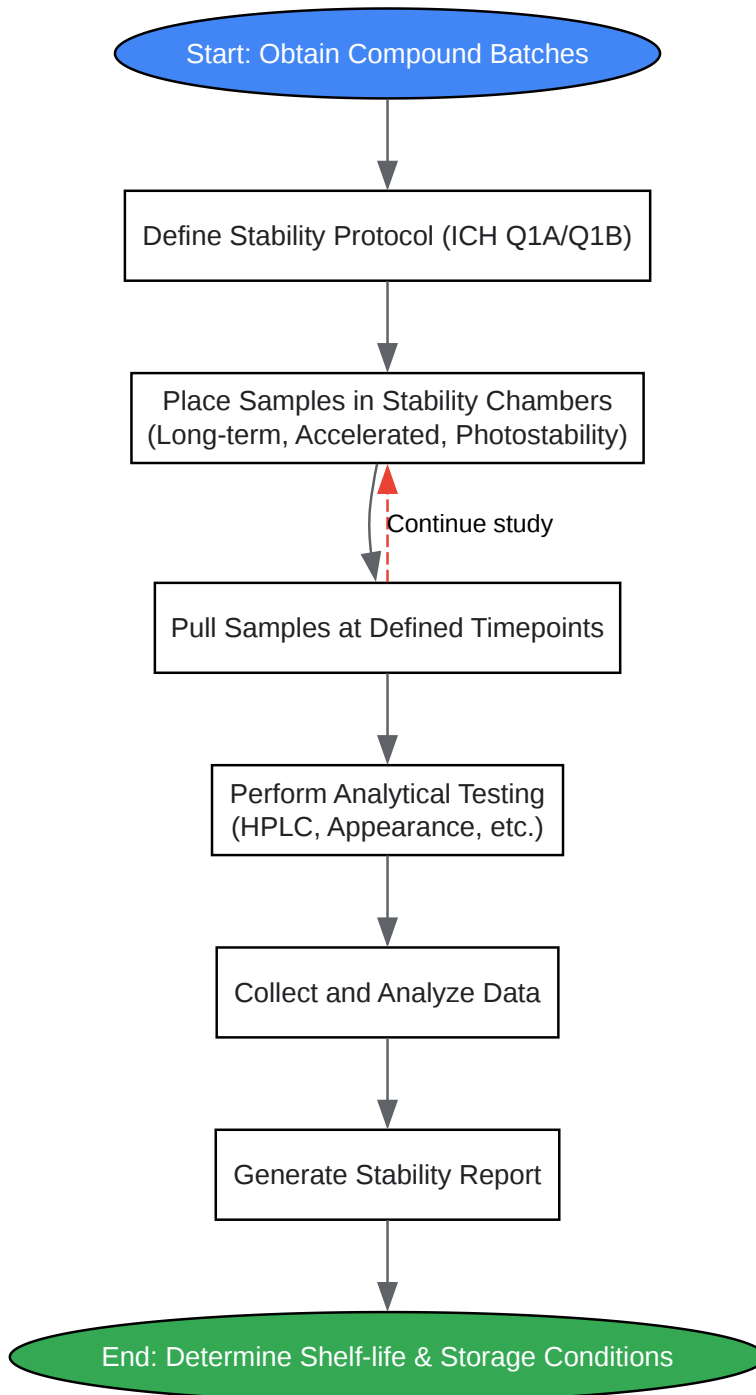 Start: Obtain Compound Batches
Define Stability Protocol (ICH Q1A/Q1B)
Place Samples in Stability Chambers
(Long-term, Accelerated, Photostability)
Continue study
Pull Samples at Defined Timepoints
Perform Analytical Testing
(HPLC, Appearance, etc.)
Collect and Analyze Data
Generate Stability Report
End: Determine Shelf-life & Storage Conditions